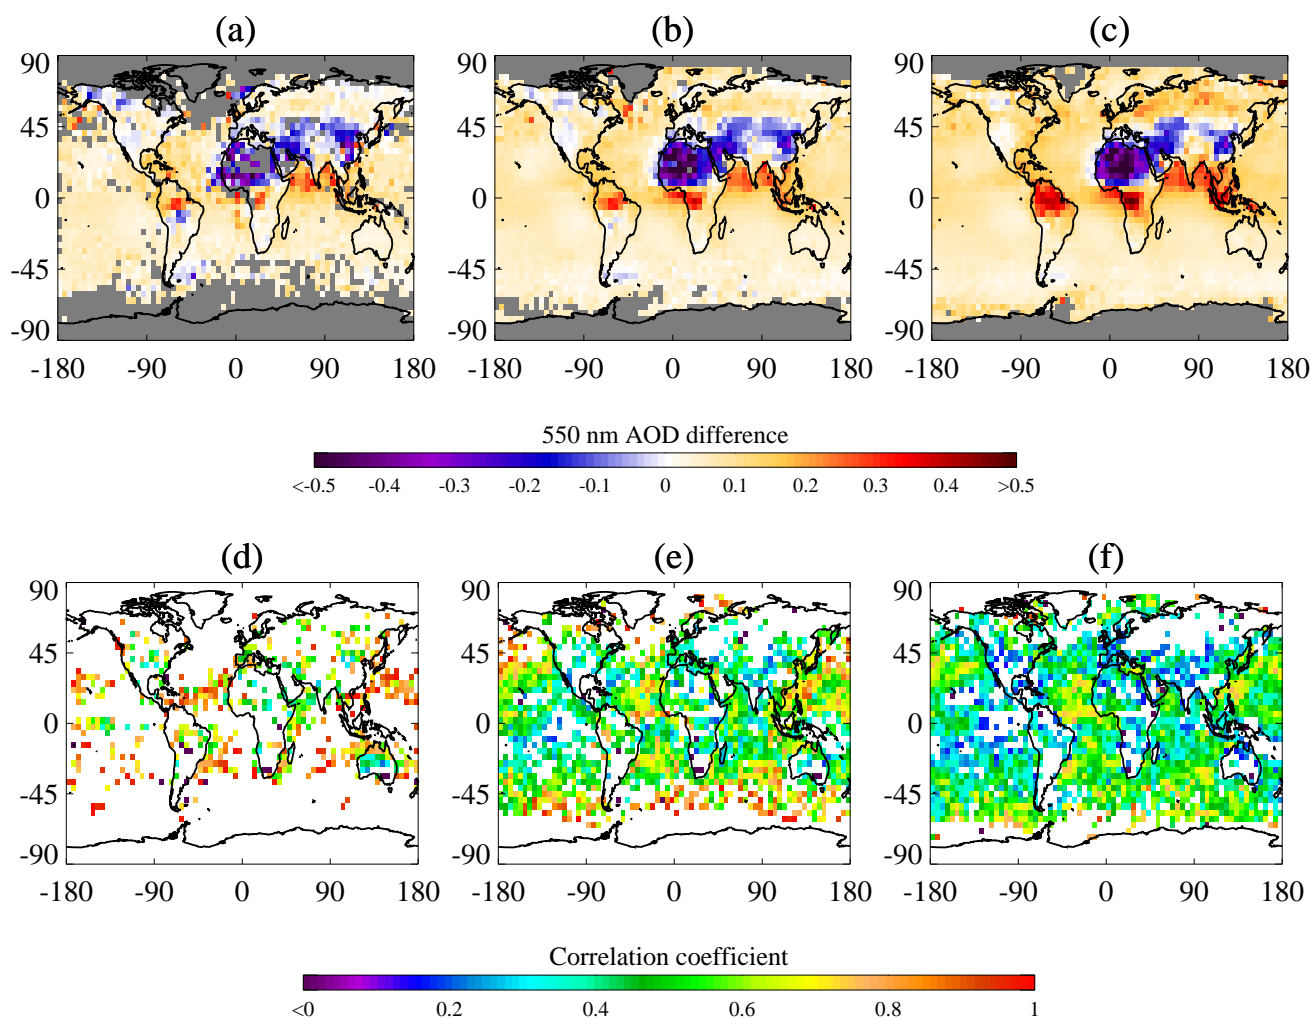 (a) (b) (c)
90 90 90
45 45 45
0 0 0
-45 -45 -45
-90 -90 -90
-180 -90 0 90 180 -180 -90 0 90 180 -180 -90 0 90 180
550 nm AOD difference
<-0.5 -0.4 -0.3 -0.2 -0.1 0 0.1 0.2 0.3 0.4 >0.5
(d) (e) (f)
90 90 90
45 45 45
0 0 0
-45 -45 -45
-90 -90 -90
-180 -90 0 90 180 -180 -90 0 90 180 -180 -90 0 90 180
Correlation coefficient
<0 0.2 0.4 0.6 0.8 1